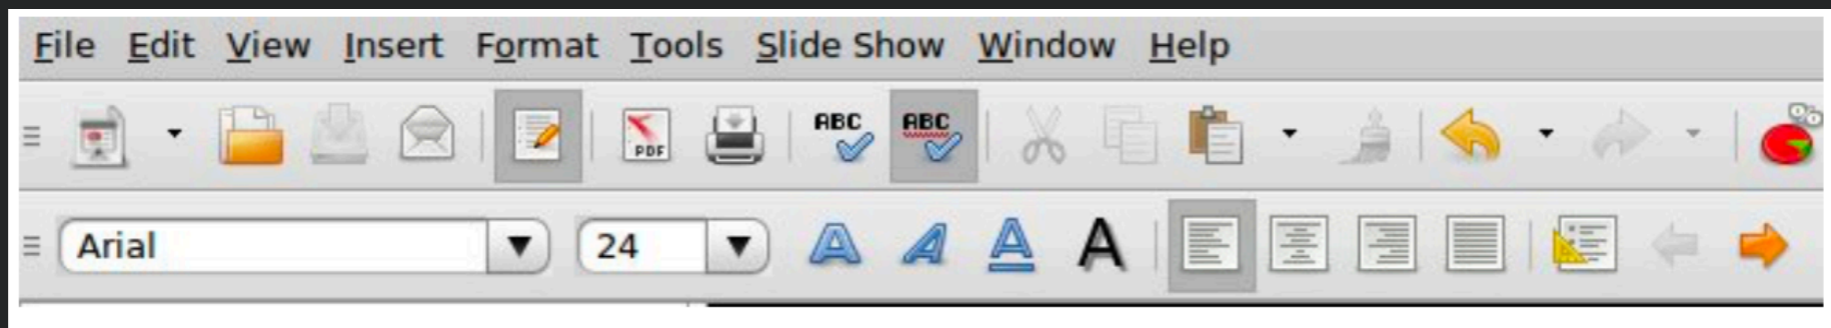 File Edit View Insert Format Tools Slide Show Window Help
PDF ABC ABC
Arial 24 A A A A